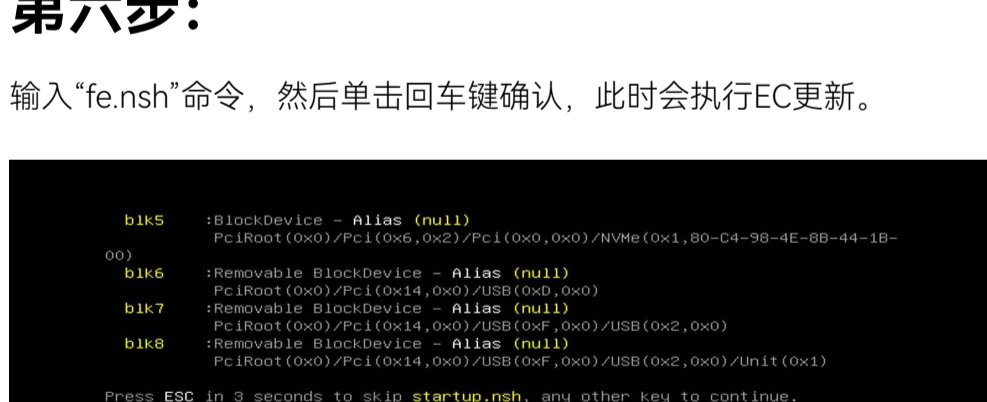 第六步：
输入“fe.nsh”命令，然后单击回车键确认，此时会执行EC更新。
blk5 :BlockDevice - Alias (null)
PciRoot(0x0)/Pci(0x6,0x2)/Pci(0x0,0x0)/NVMe(0x1,80-C4-98-4E-8B-44-1B-
00)
blk6 :Removable BlockDevice - Alias (null)
PciRoot(0x0)/Pci(0x14,0x0)/USB(0xD,0x0)
blk7 :Removable BlockDevice - Alias (null)
PciRoot(0x0)/Pci(0x14,0x0)/USB(0xF,0x0)/USB(0x2,0x0)
blk8 :Removable BlockDevice - Alias (null)
PciRoot(0x0)/Pci(0x14,0x0)/USB(0xF,0x0)/USB(0x2,0x0)/Unit(0x1)
Press ESC in 3 seconds to skip startup.nsh, any other key to continue.